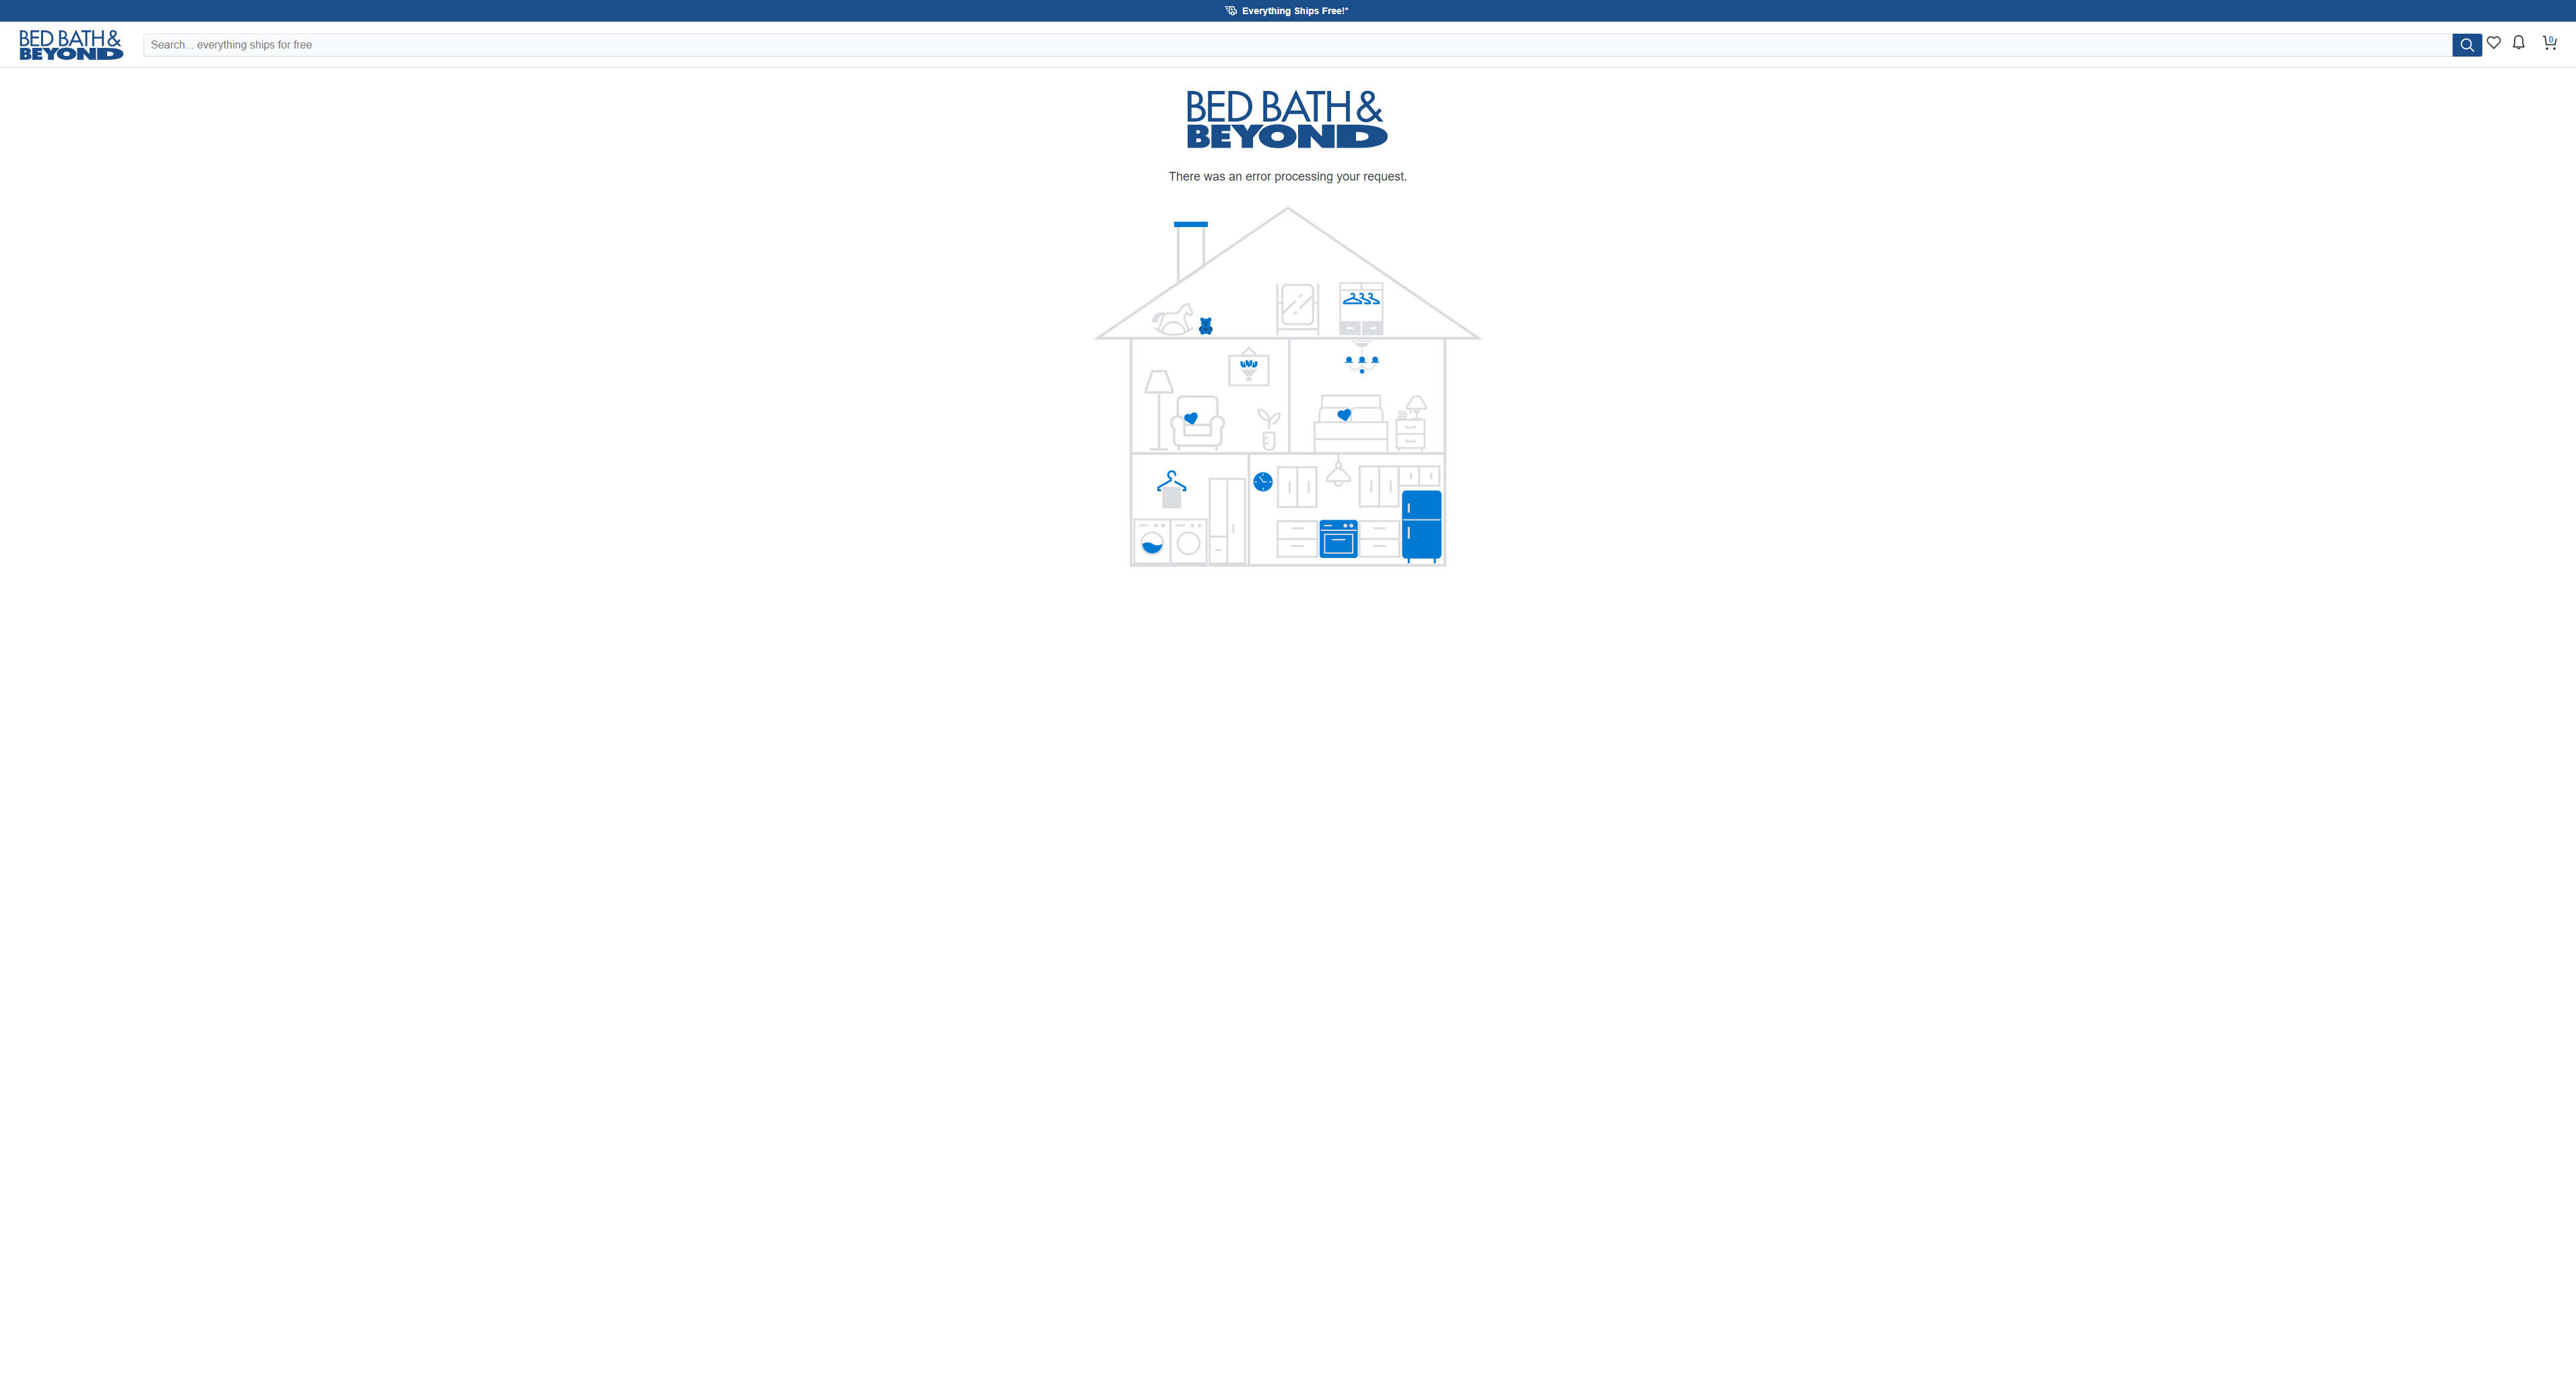 Everything Ships Free!*
BED BATH &
BEYOND
Search... everything ships for free
0
BED BATH &
BEYOND
There was an error processing your request.